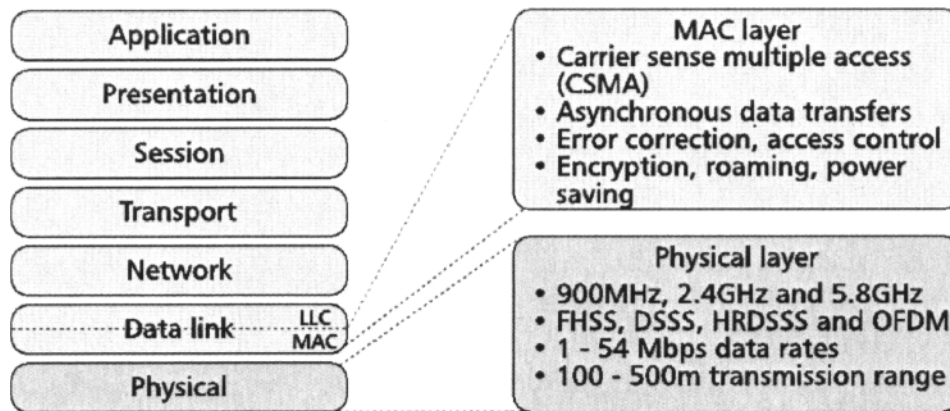 Application
Presentation
Session
Transport
Network
Data link
LLC
MAC
Physical
MAC layer
• Carrier sense multiple access
(CSMA)
• Asynchronous data transfers
• Error correction, access control
• Encryption, roaming, power
saving
Physical layer
• 900MHz, 2.4GHz and 5.8GHz
• FHSS, DSSS, HRDSSS and OFDM
• 1 - 54 Mbps data rates
• 100 - 500m transmission range